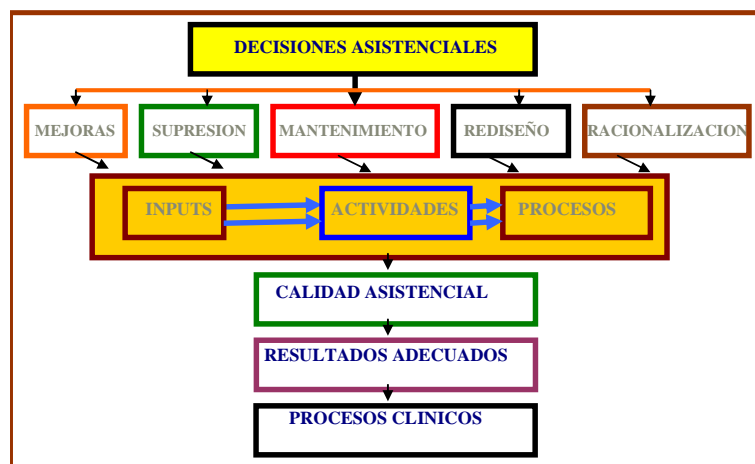 DECISIONES ASISTENCIALES
MEJORAS
SUPRESION
MANTENIMIENTO
REDISEÑO
RACIONALIZACION
INPUTS
ACTIVIDADES
PROCESOS
CALIDAD ASISTENCIAL
RESULTADOS ADECUADOS
PROCESOS CLINICOS